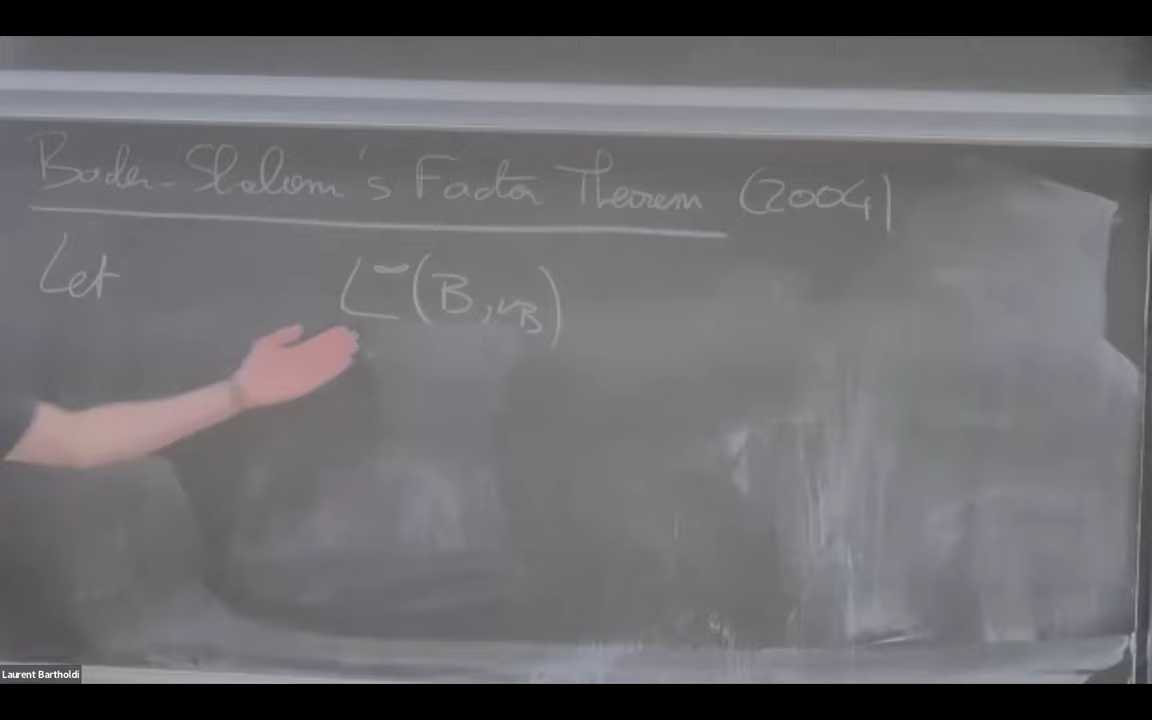 Bader-Shalom's Factor Theorem (2004)
Let L^∞(B, ν_B)
Laurent Bartholdi